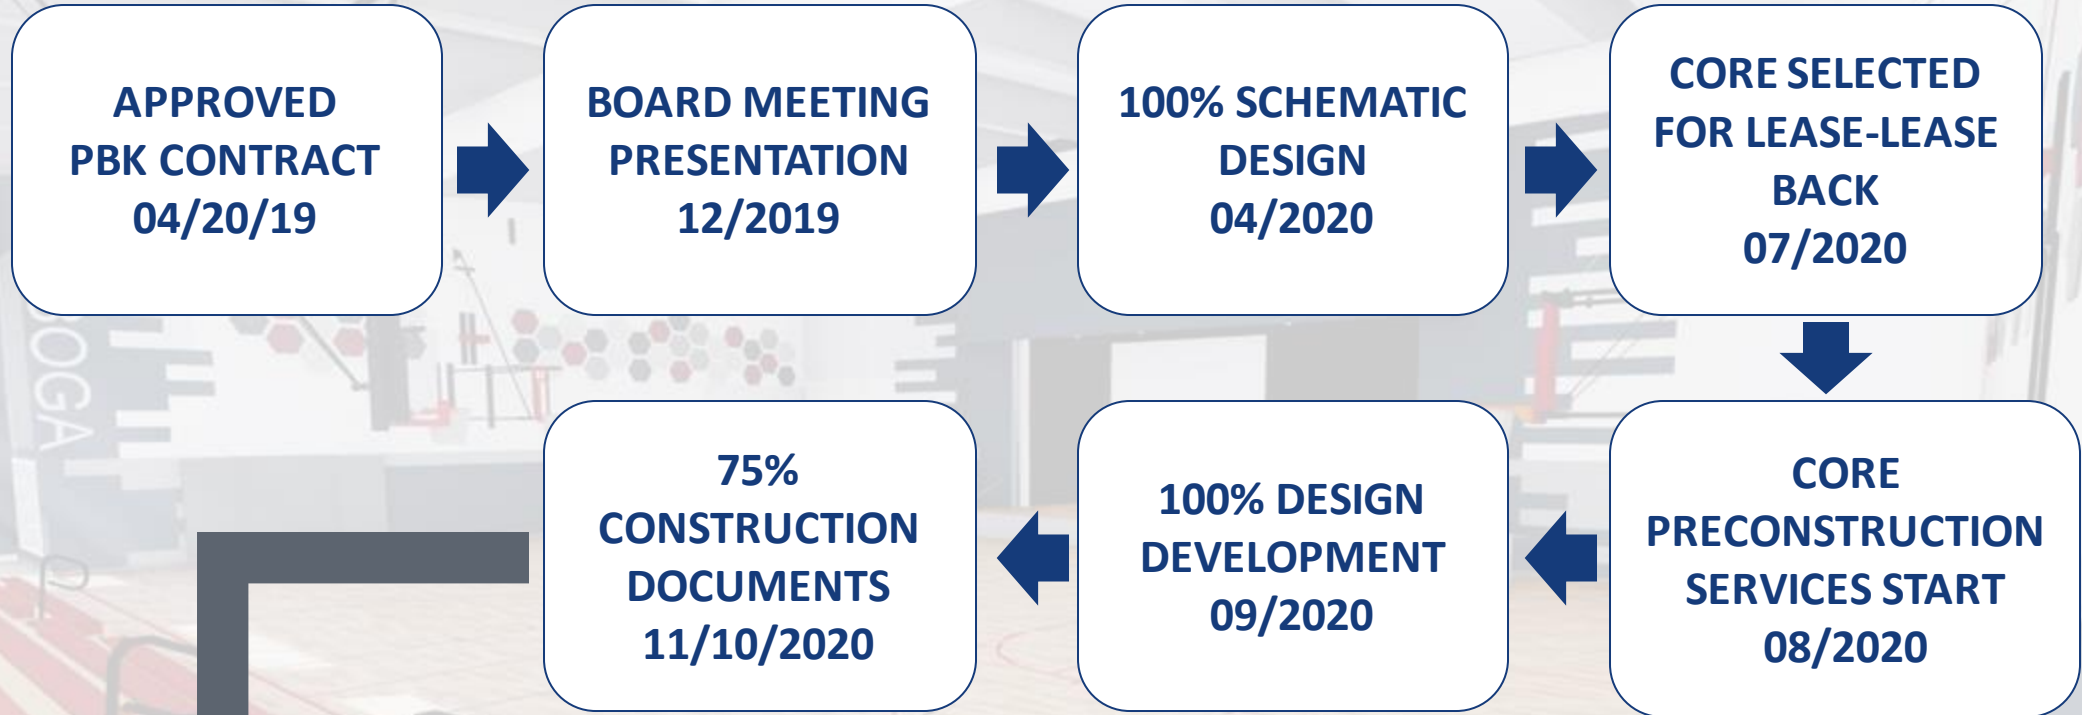 APPROVED
PBK CONTRACT
04/20/19
BOARD MEETING
PRESENTATION
12/2019
100% SCHEMATIC
DESIGN
04/2020
CORE SELECTED
FOR LEASE-LEASE
BACK
07/2020
CORE
PRECONSTRUCTION
SERVICES START
08/2020
100% DESIGN
DEVELOPMENT
09/2020
75%
CONSTRUCTION
DOCUMENTS
11/10/2020